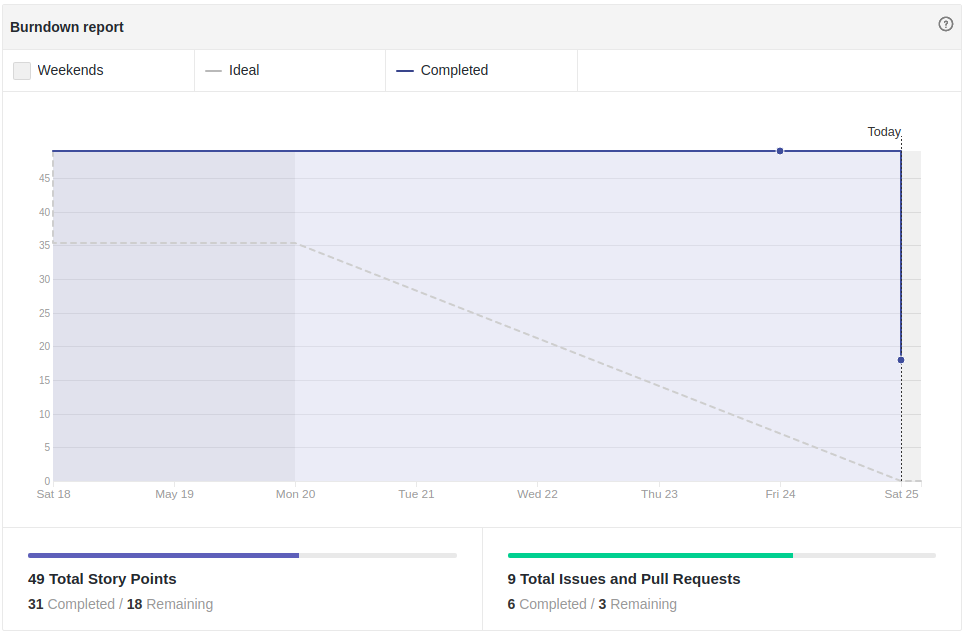 Burndown report
?
Weekends
Ideal
Completed
Today
45
40
35
30
25
20
15
10
5
0
Sat 18 May 19 Mon 20 Tue 21 Wed 22 Thu 23 Fri 24 Sat 25
49 Total Story Points
31 Completed / 18 Remaining
9 Total Issues and Pull Requests
6 Completed / 3 Remaining